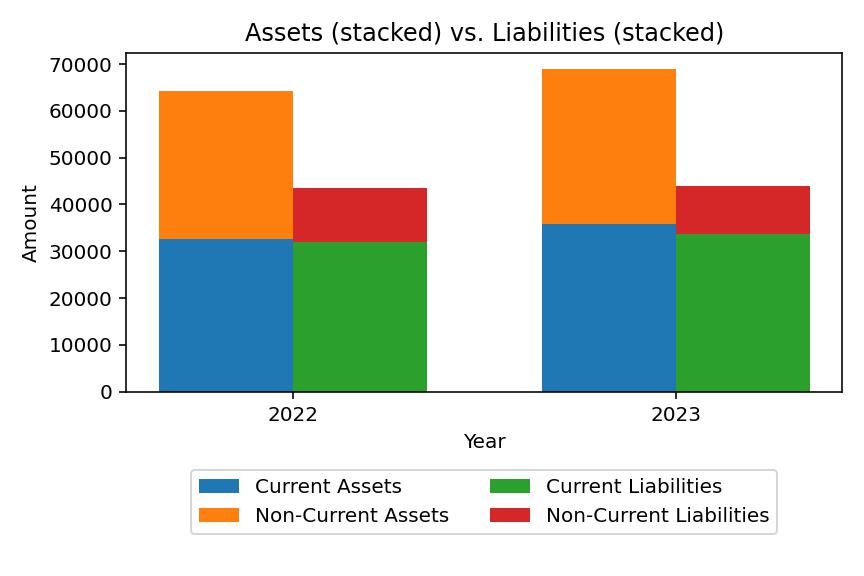 Assets (stacked) vs. Liabilities (stacked)
70000
60000
50000
40000
30000
20000
10000
0
Amount
2022 2023
Year
Current Assets Current Liabilities
Non-Current Assets Non-Current Liabilities